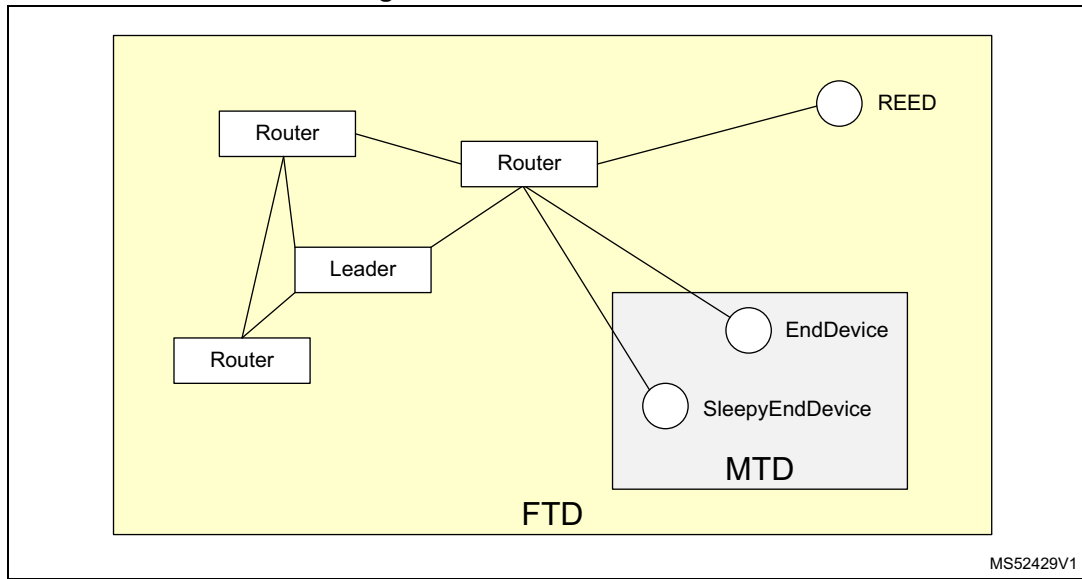 REED
Router
Router
Leader
EndDevice
Router
SleepyEndDevice
MTD
FTD
MS52429V1